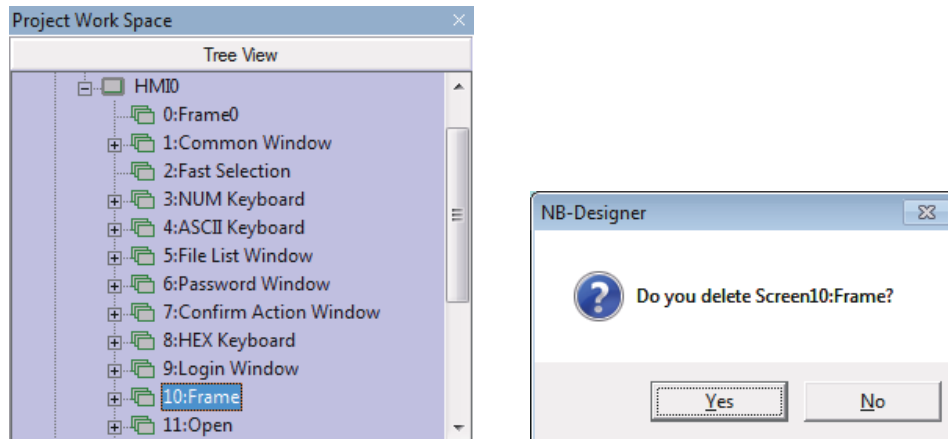 Project Work Space
Tree View
HMI0
0:Frame0
1:Common Window
2:Fast Selection
3:NUM Keyboard
4:ASCII Keyboard
5:File List Window
6:Password Window
7:Confirm Action Window
8:HEX Keyboard
9:Login Window
10:Frame
11:Open
NB-Designer
Do you delete Screen10:Frame?
Yes No